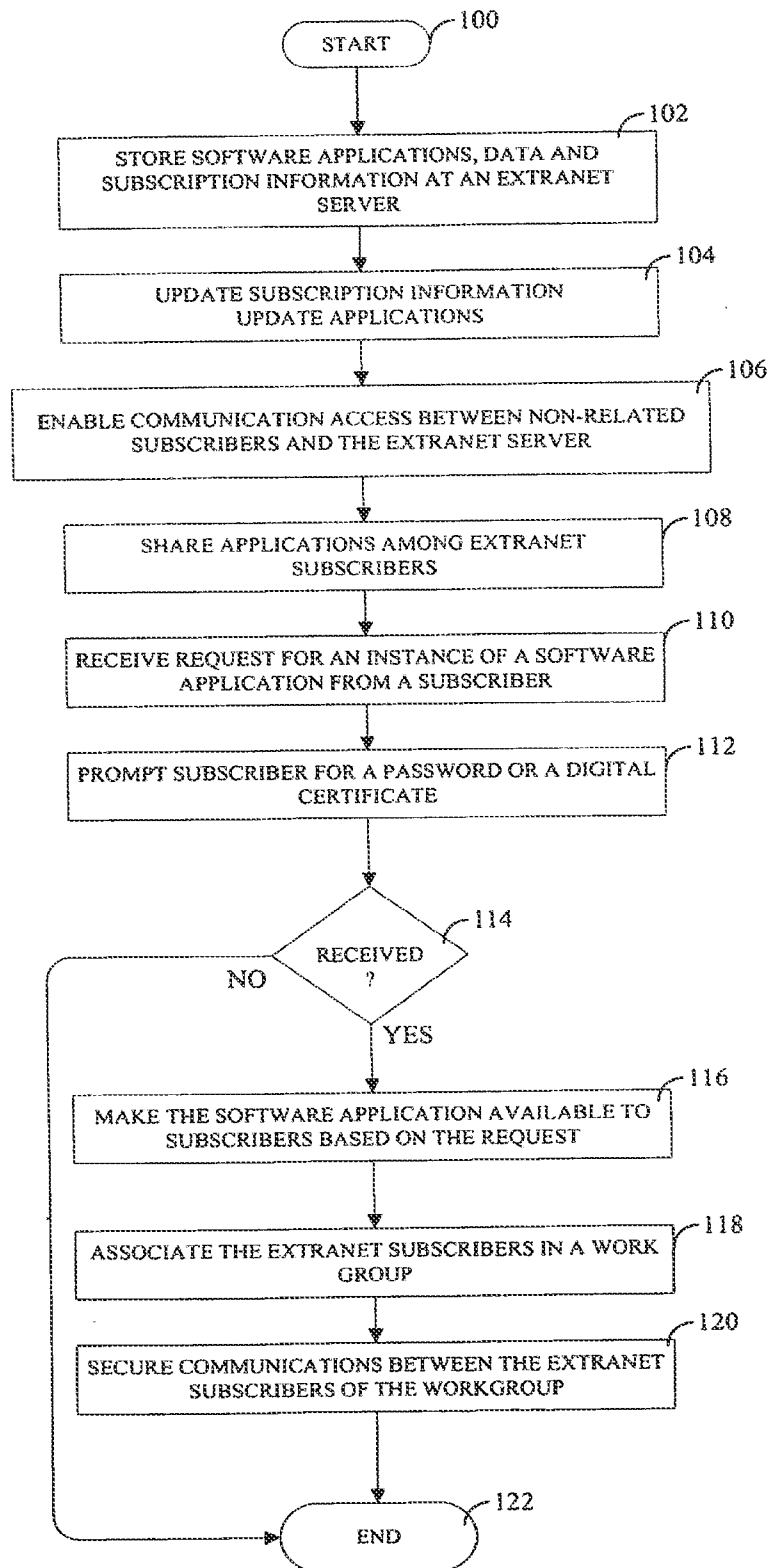 100
START
102
STORE SOFTWARE APPLICATIONS, DATA AND
SUBSCRIPTION INFORMATION AT AN EXTRANET
SERVER
104
UPDATE SUBSCRIPTION INFORMATION
UPDATE APPLICATIONS
106
ENABLE COMMUNICATION ACCESS BETWEEN NON-RELATED
SUBSCRIBERS AND THE EXTRANET SERVER
108
SHARE APPLICATIONS AMONG EXTRANET
SUBSCRIBERS
110
RECEIVE REQUEST FOR AN INSTANCE OF A SOFTWARE
APPLICATION FROM A SUBSCRIBER
112
PROMPT SUBSCRIBER FOR A PASSWORD OR A DIGITAL
CERTIFICATE
114
RECEIVED
?
NO
YES
116
MAKE THE SOFTWARE APPLICATION AVAILABLE TO
SUBSCRIBERS BASED ON THE REQUEST
118
ASSOCIATE THE EXTRANET SUBSCRIBERS IN A WORK
GROUP
120
SECURE COMMUNICATIONS BETWEEN THE EXTRANET
SUBSCRIBERS OF THE WORKGROUP
122
END